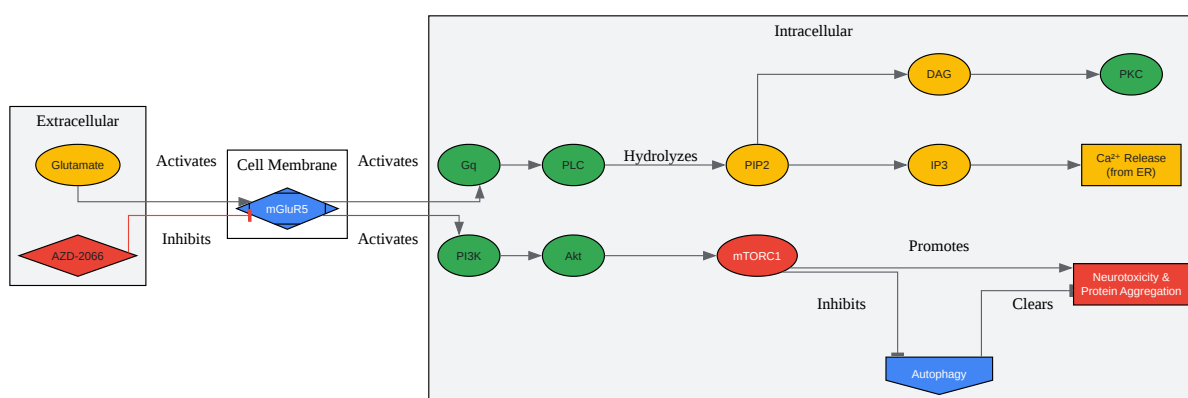 Intracellular
DAG
PKC
Extracellular
Glutamate
Activates
Cell Membrane
Activates
Gq
PLC
Hydrolyzes
PIP2
IP3
Ca²⁺ Release
(from ER)
mGluR5
AZD-2066
Inhibits
Activates
PI3K
Akt
mTORC1
Promotes
Neurotoxicity &
Protein Aggregation
Inhibits
Clears
Autophagy